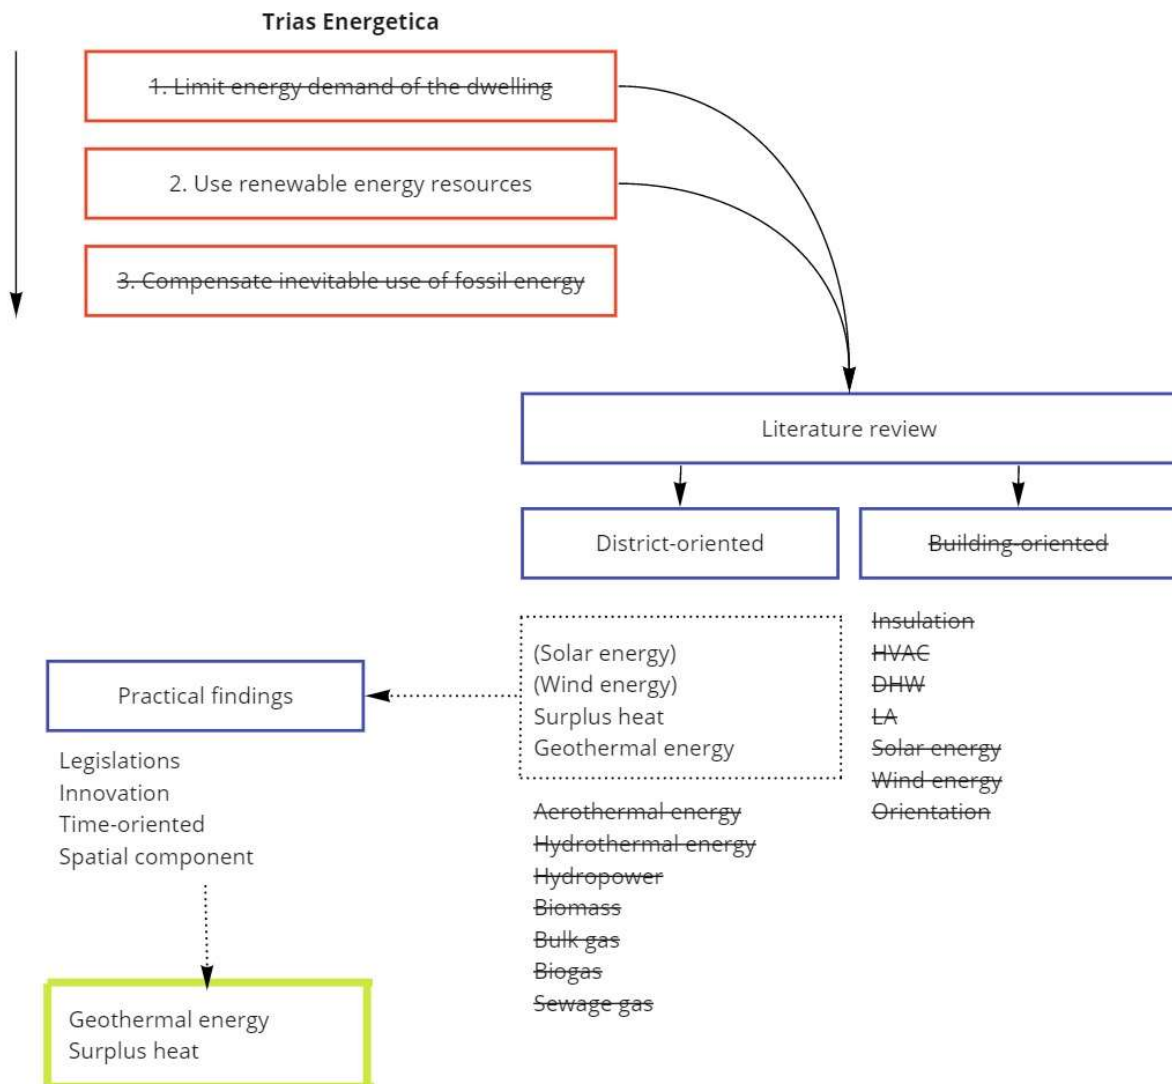 Trias Energetica
1. Limit energy demand of the dwelling
2. Use renewable energy resources
3. Compensate inevitable use of fossil energy
Literature review
District-oriented
Building-oriented
(Solar energy)
(Wind energy)
Surplus heat
Geothermal energy
Aerothermal energy
Hydrothermal energy
Hydropower
Biomass
Bulk gas
Biogas
Sewage gas
Insulation
HVAC
DHW
LA
Solar energy
Wind energy
Orientation
Practical findings
Legislations
Innovation
Time-oriented
Spatial component
Geothermal energy
Surplus heat